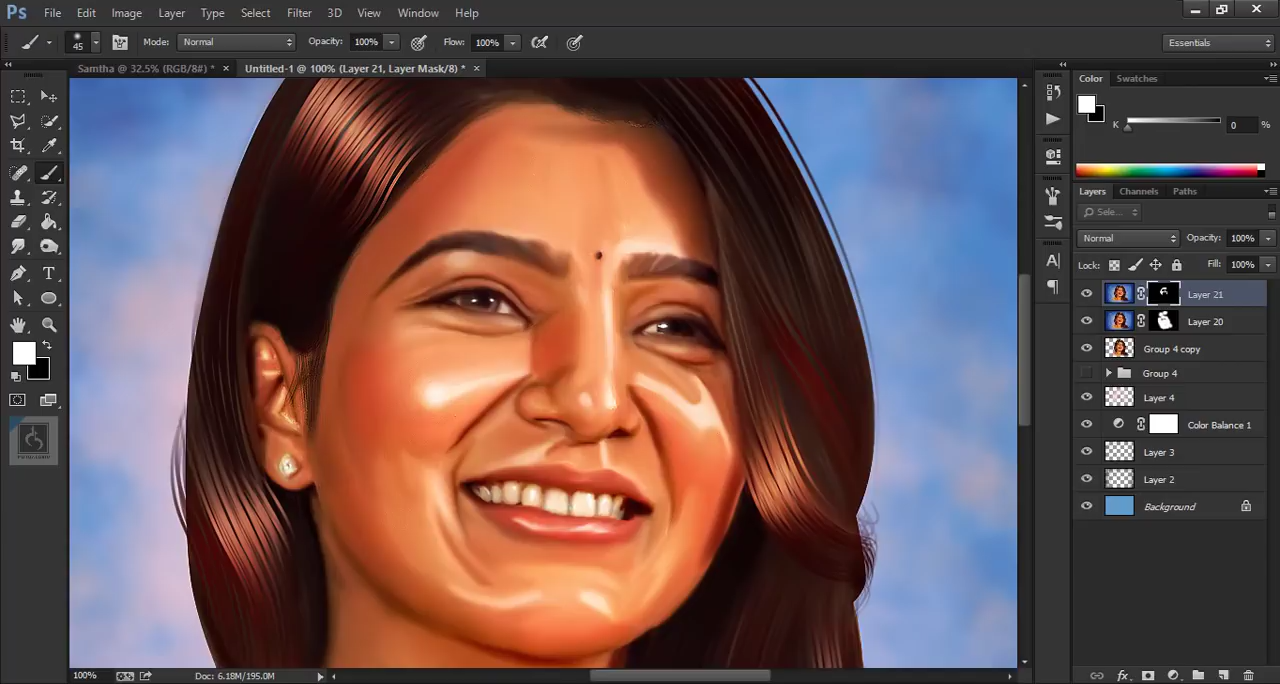 Ps File Edit Image Layer Type Select Filter 3D View Window Help
45 Mode: Normal Opacity: 100% Flow: 100% Essentials
Samtha @ 32.5% (RGB/8#) * × Untitled-1 @ 100% (Layer 21, Layer Mask/8) * ×
Color Swatches
K 0 %
Layers Channels Paths
Sele...
Normal Opacity: 100%
Lock: Fill: 100%
Layer 21
Layer 20
Group 4 copy
Group 4
Layer 4
Color Balance 1
Layer 3
Layer 2
Background
100% Doc: 6.18M/195.0M